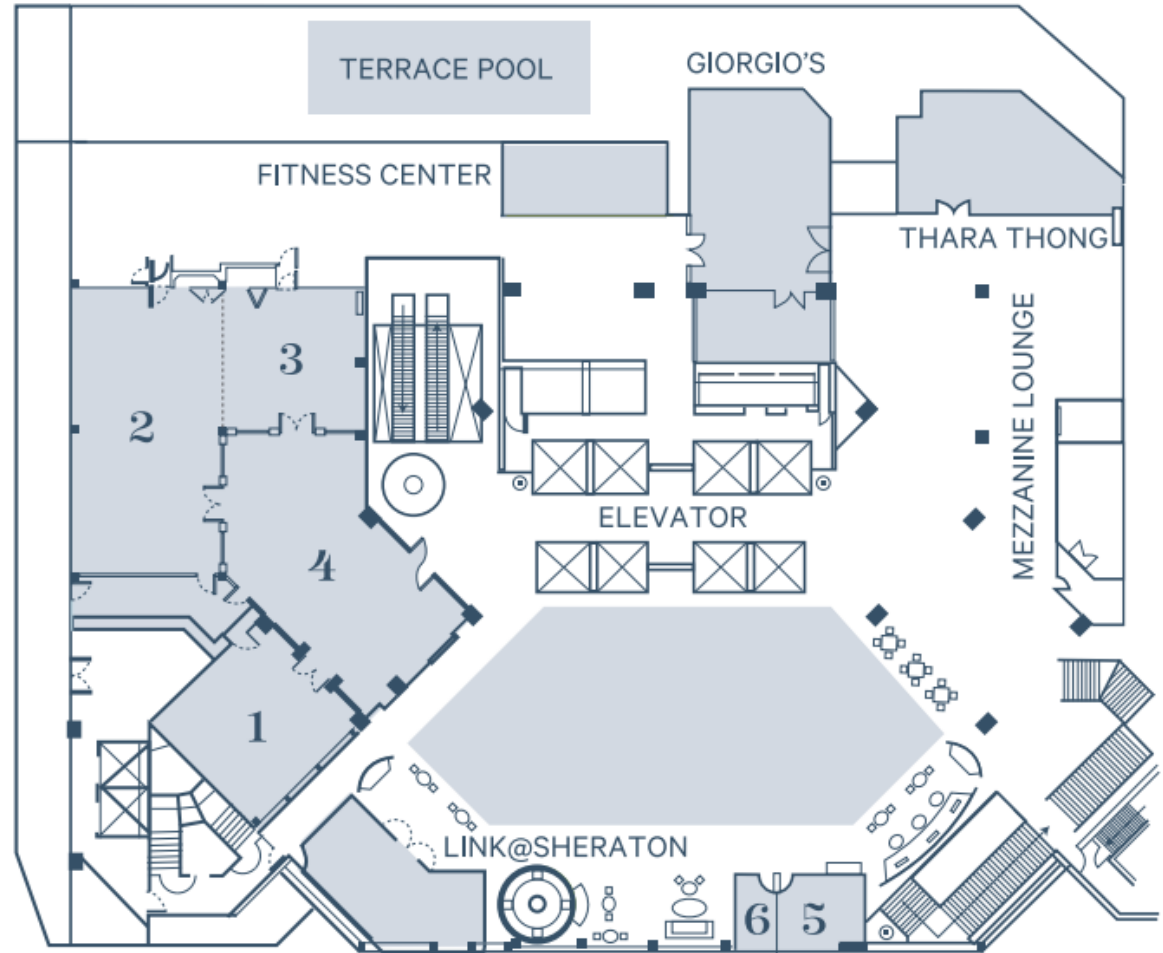 TERRACE POOL
GIORGIO'S
FITNESS CENTER
THARA THONG
MEZZANINE LOUNGE
3
2
ELEVATOR
4
1
LINK@SHERATON
6
5